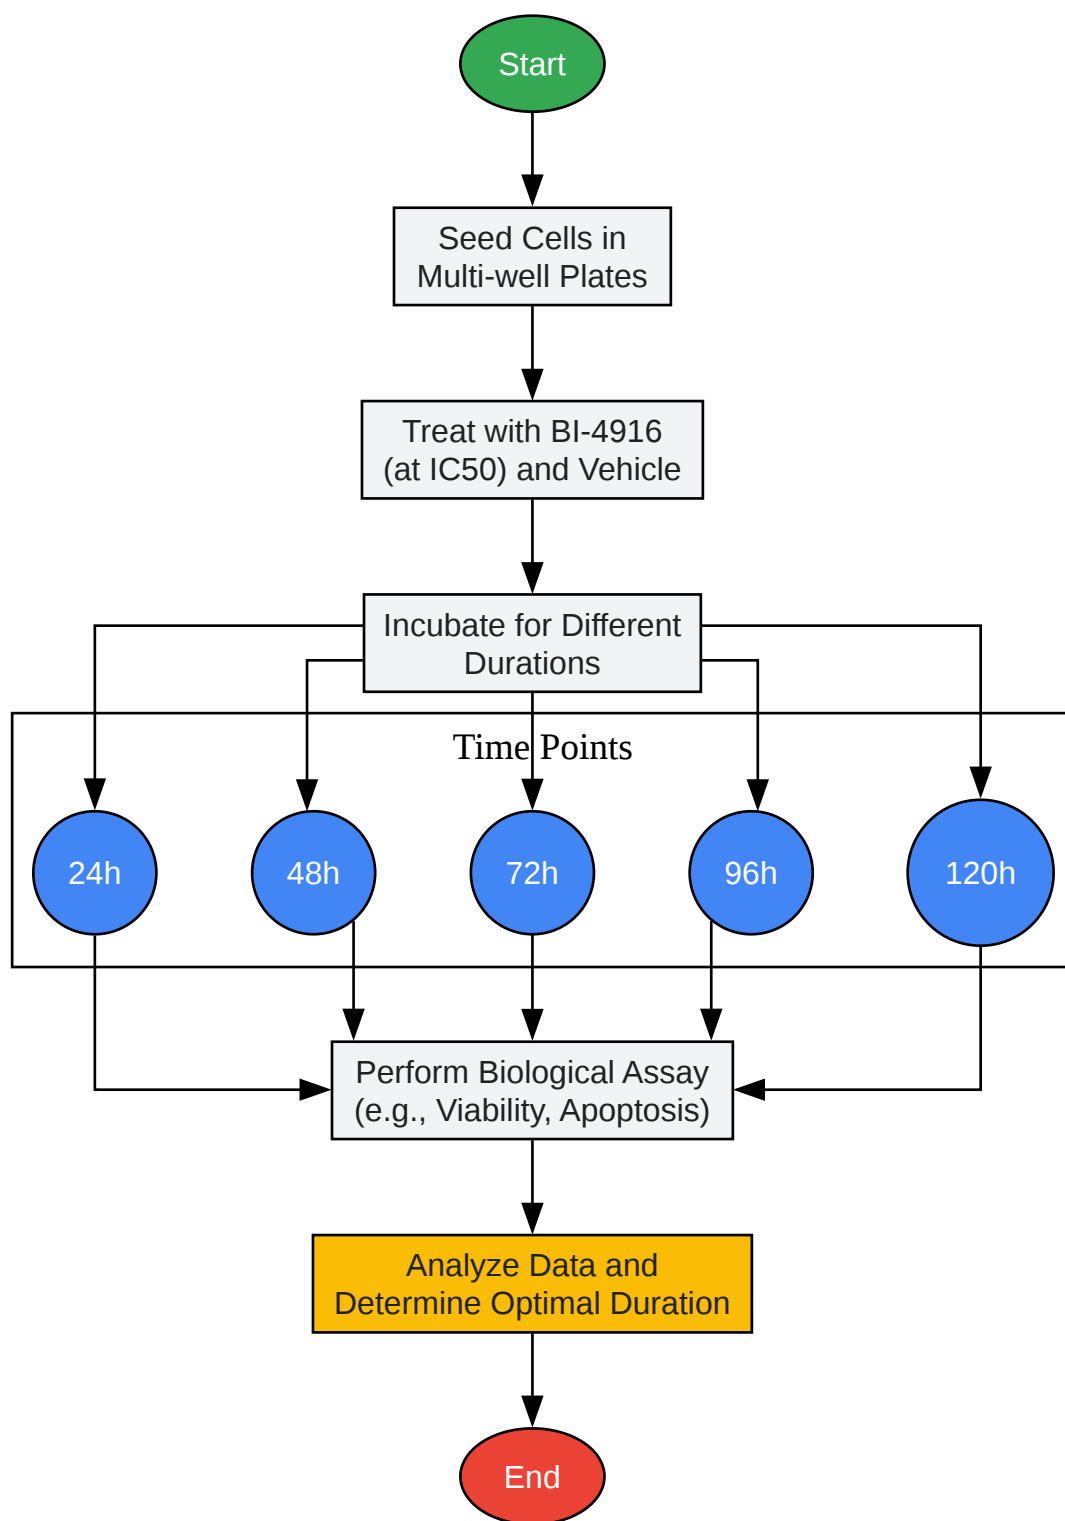 Start
Seed Cells in
Multi-well Plates
Treat with BI-4916
(at IC50) and Vehicle
Incubate for Different
Durations
Time Points
24h
48h
72h
96h
120h
Perform Biological Assay
(e.g., Viability, Apoptosis)
Analyze Data and
Determine Optimal Duration
End